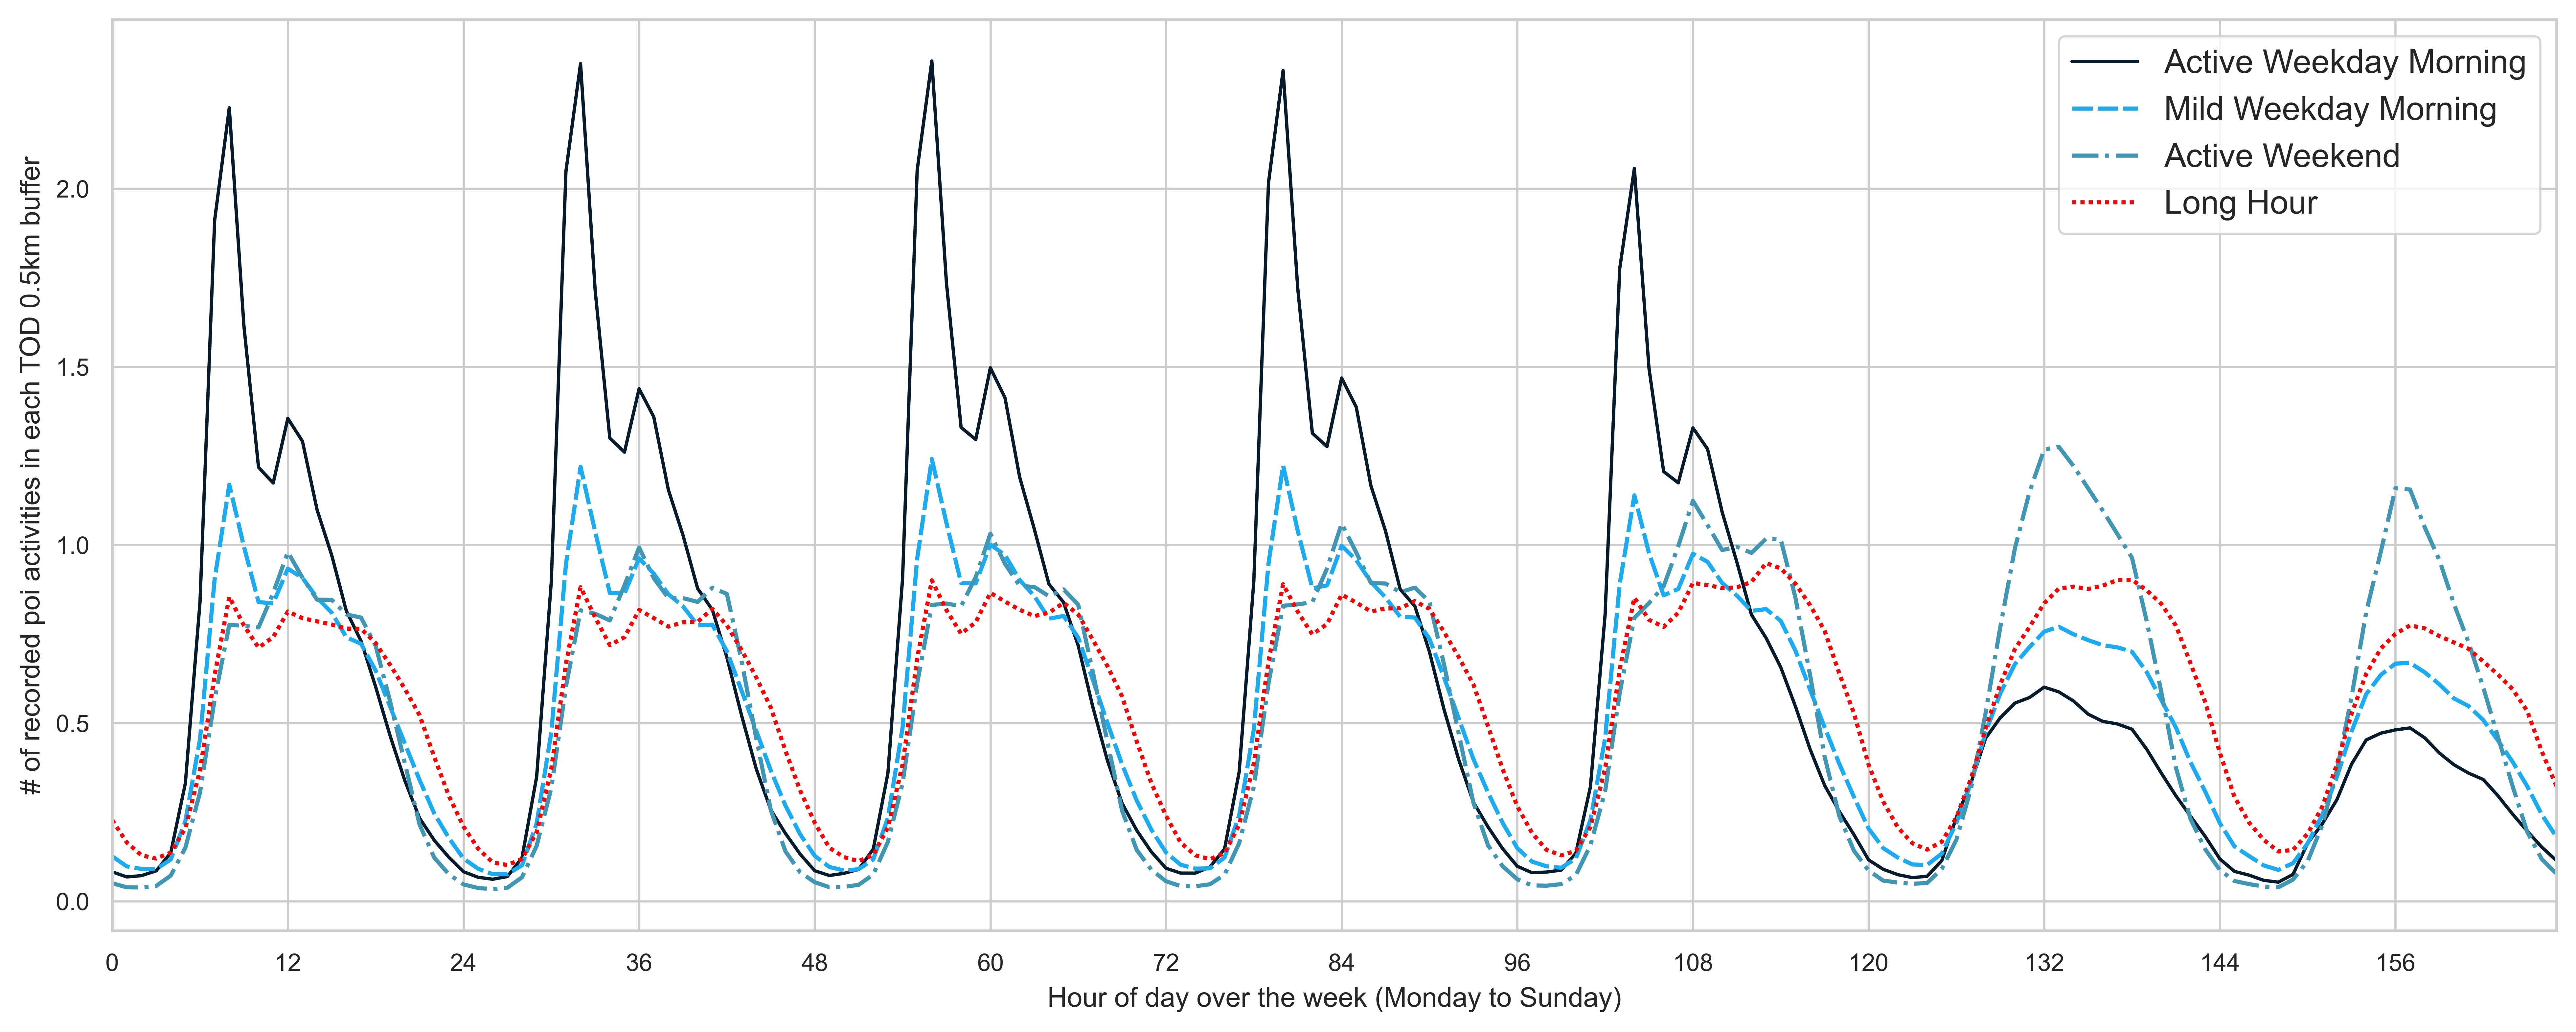 Active Weekday Morning
Mild Weekday Morning
Active Weekend
Long Hour
# of recorded poi activities in each TOD 0.5km buffer
2.0
1.5
1.0
0.5
0.0
0 12 24 36 48 60 72 84 96 108 120 132 144 156
Hour of day over the week (Monday to Sunday)